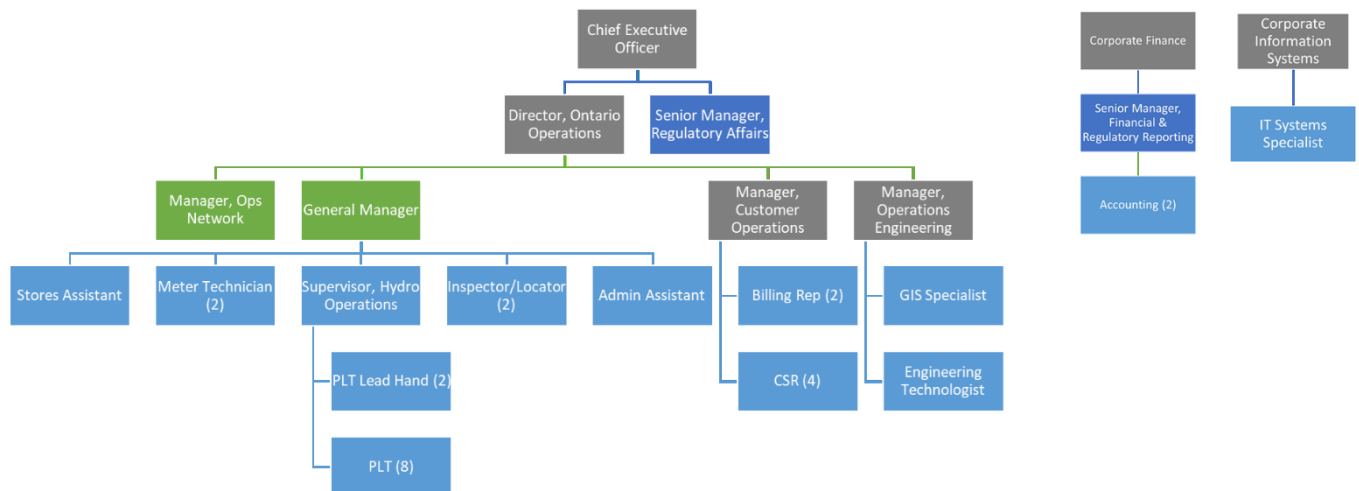 Chief Executive
Officer
Corporate Finance
Corporate
Information
Systems
Director, Ontario
Operations
Senior Manager,
Regulatory Affairs
Senior Manager,
Financial &
Regulatory Reporting
IT Systems
Specialist
Manager, Ops
Network
General Manager
Manager,
Customer
Operations
Manager,
Operations
Engineering
Accounting (2)
Stores Assistant
Meter Technician
(2)
Supervisor, Hydro
Operations
Inspector/Locator
(2)
Admin Assistant
Billing Rep (2)
GIS Specialist
PLT Lead Hand (2)
CSR (4)
Engineering
Technologist
PLT (8)